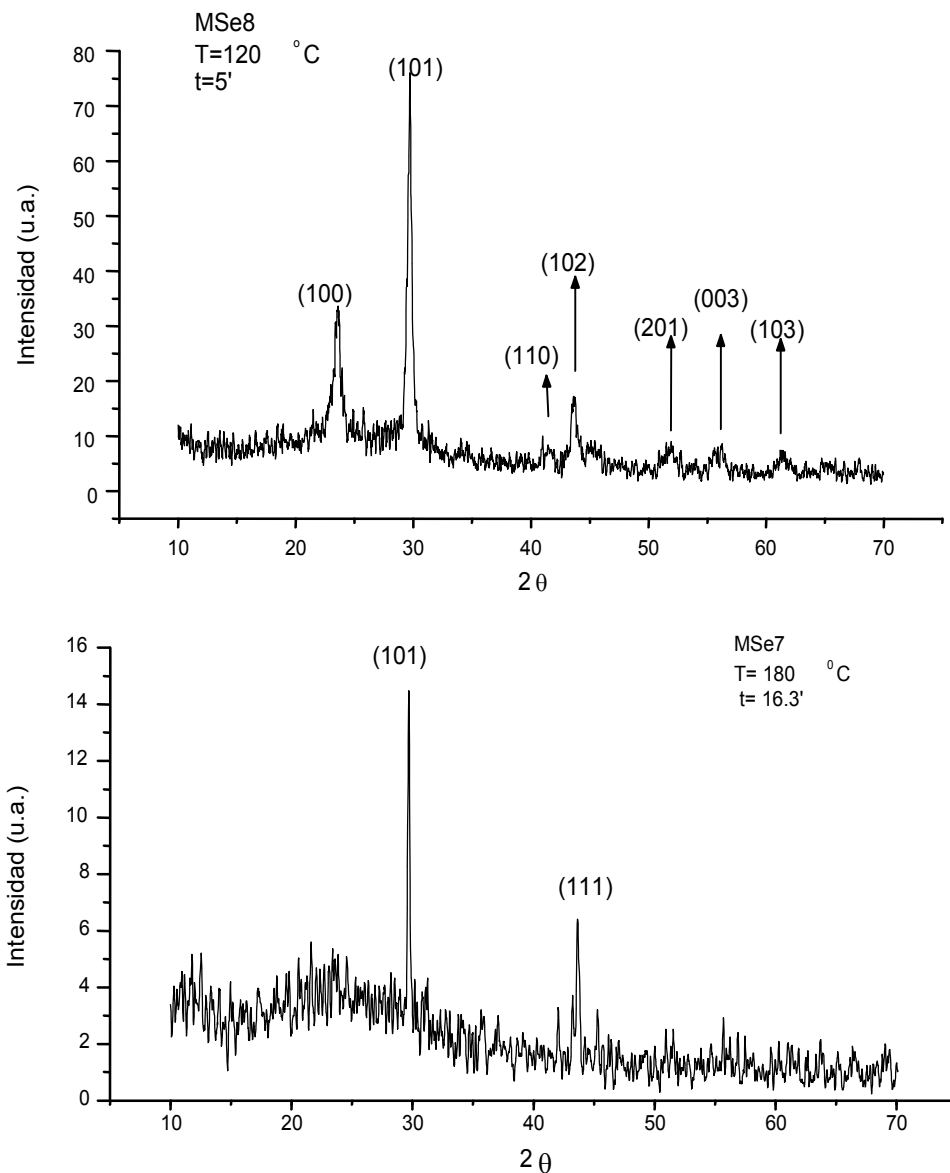 MSe8
T=120 °C
t=5'
80
70
60
50
40
30
20
10
0
Intensidad (u.a.)
(100)
(101)
(110)
(102)
(201)
(003)
(103)
10 20 30 40 50 60 70
2 θ
MSe7
T= 180 °C
t= 16.3'
16
14
12
10
8
6
4
2
0
Intensidad (u.a.)
(101)
(111)
10 20 30 40 50 60 70
2 θ